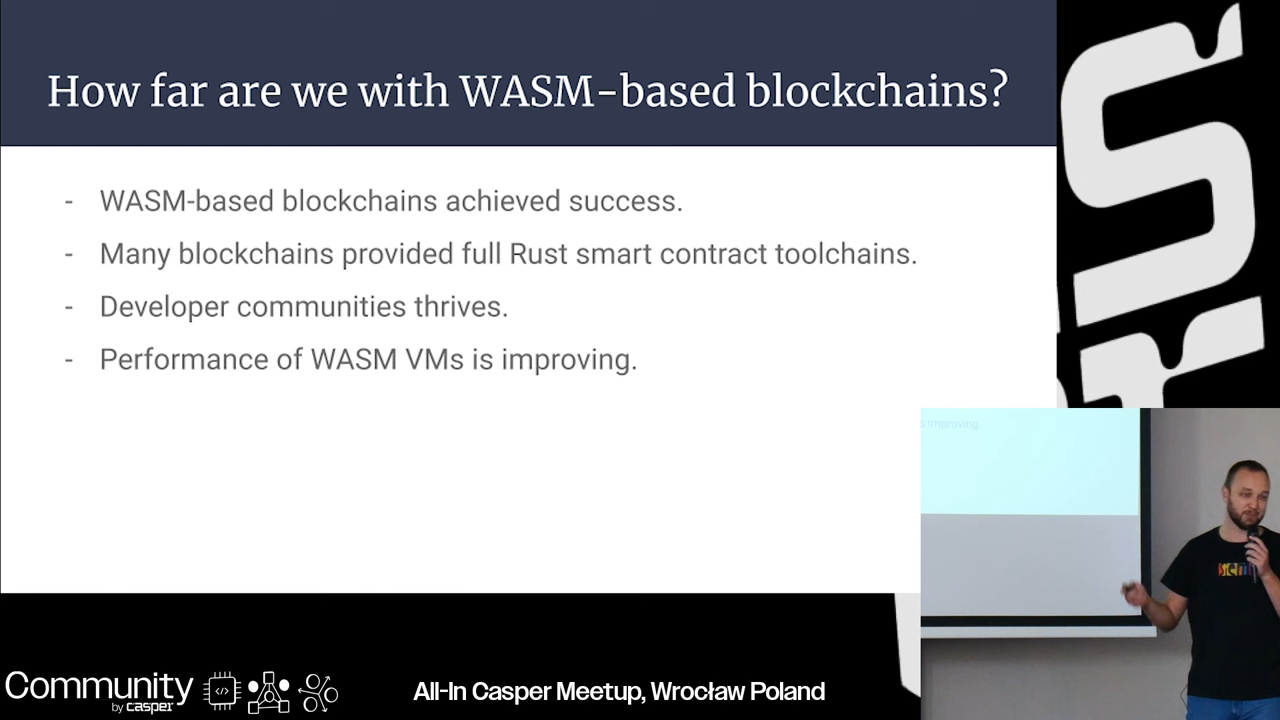 How far are we with WASM-based blockchains?
- WASM-based blockchains achieved success.
- Many blockchains provided full Rust smart contract toolchains.
- Developer communities thrives.
- Performance of WASM VMs is improving.
improving.
Community
by casper
</>
All-In Casper Meetup, Wrocław Poland